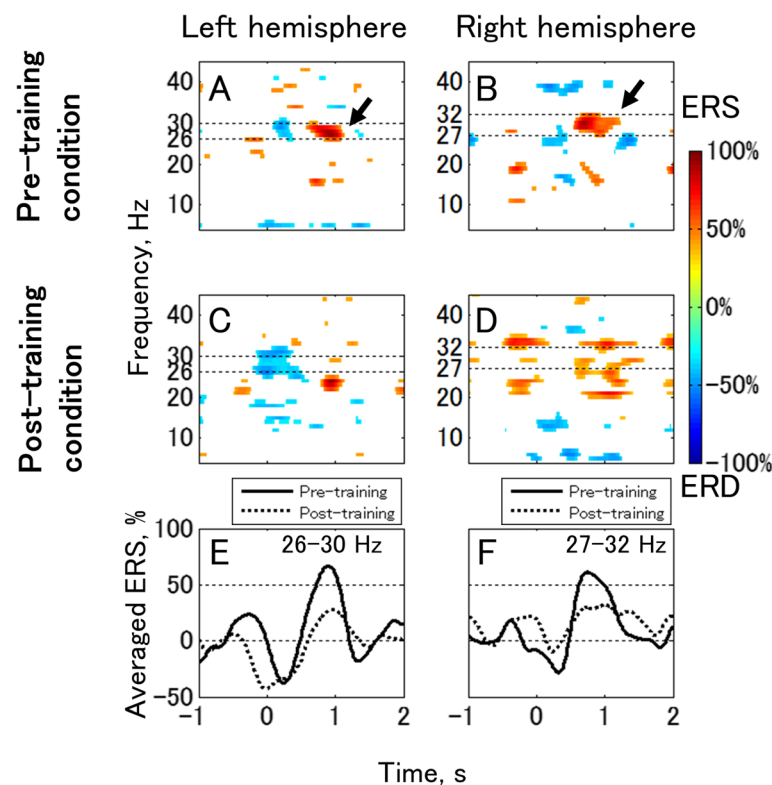 Left hemisphere
Right hemisphere
Pre-training
condition
Post-training
condition
Frequency, Hz
A
40
30
26
20
10
B
40
32
27
20
10
ERS
100%
50%
0%
-50%
-100%
ERD
C
40
30
26
20
10
D
40
32
27
20
10
Pre-training
Post-training
Pre-training
Post-training
Averaged ERS, %
E
26-30 Hz
100
50
0
-50
-1
0
1
2
F
27-32 Hz
-1
0
1
2
Time, s